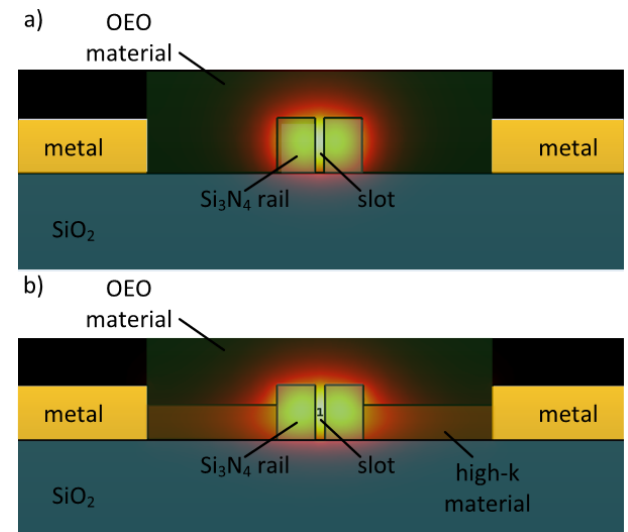 a)
OEO
material
metal
metal
Si₃N₄ rail
slot
SiO₂
b)
OEO
material
metal
1
metal
Si₃N₄ rail
slot
high-k
material
SiO₂